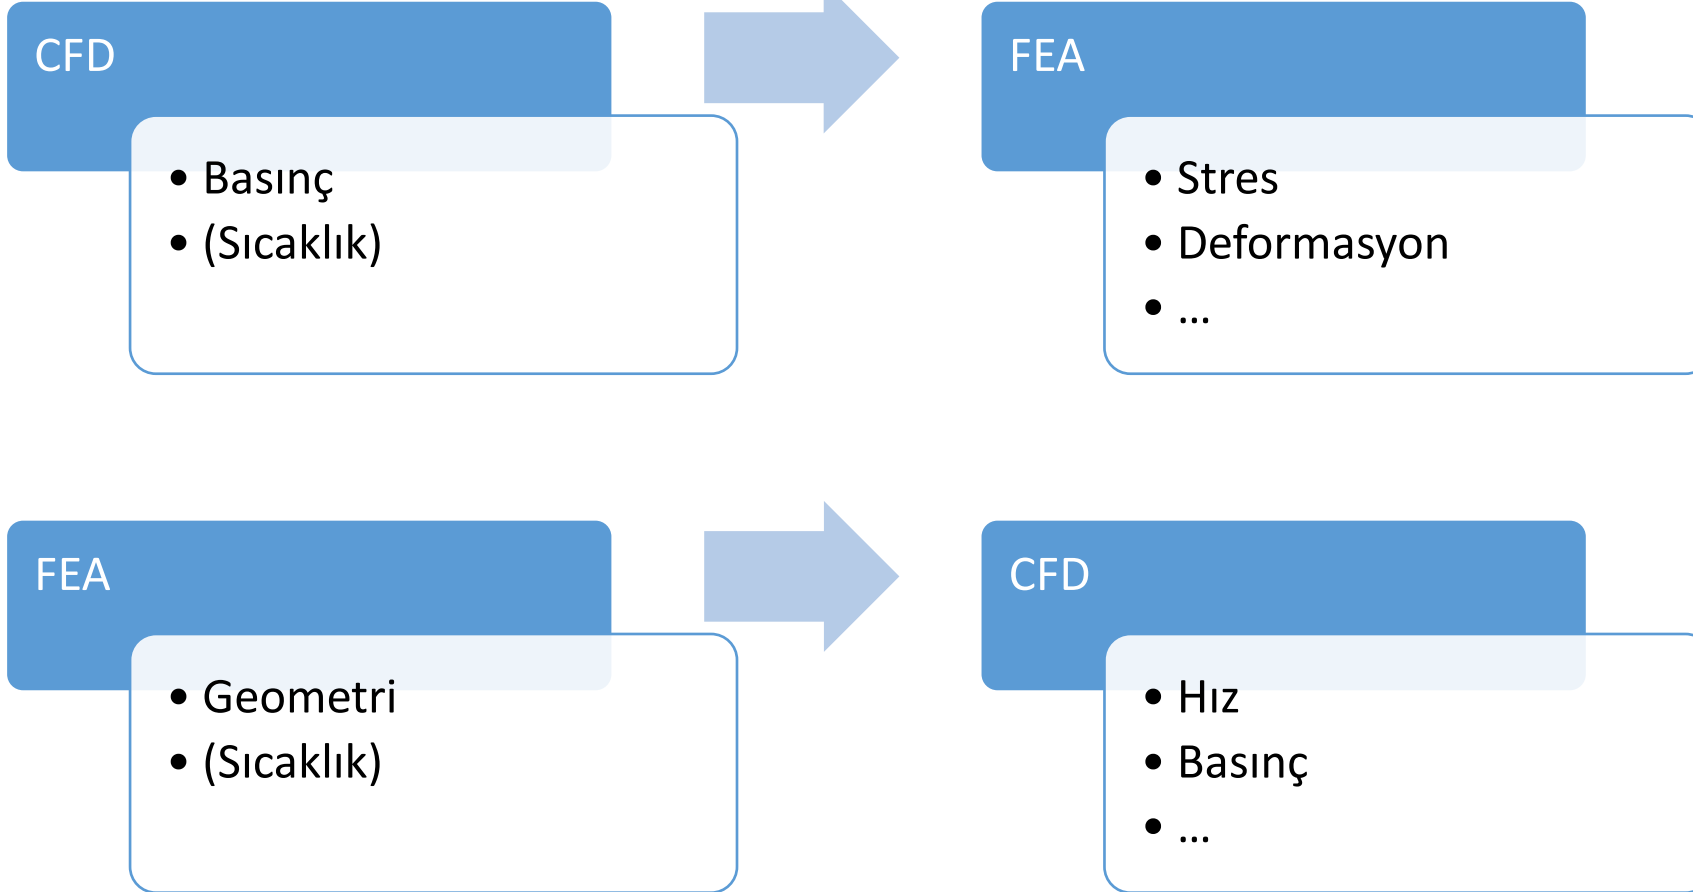 CFD
• Basınç
• (Sıcaklık)
FEA
• Stres
• Deformasyon
• ...
FEA
• Geometri
• (Sıcaklık)
CFD
• Hız
• Basınç
• ...